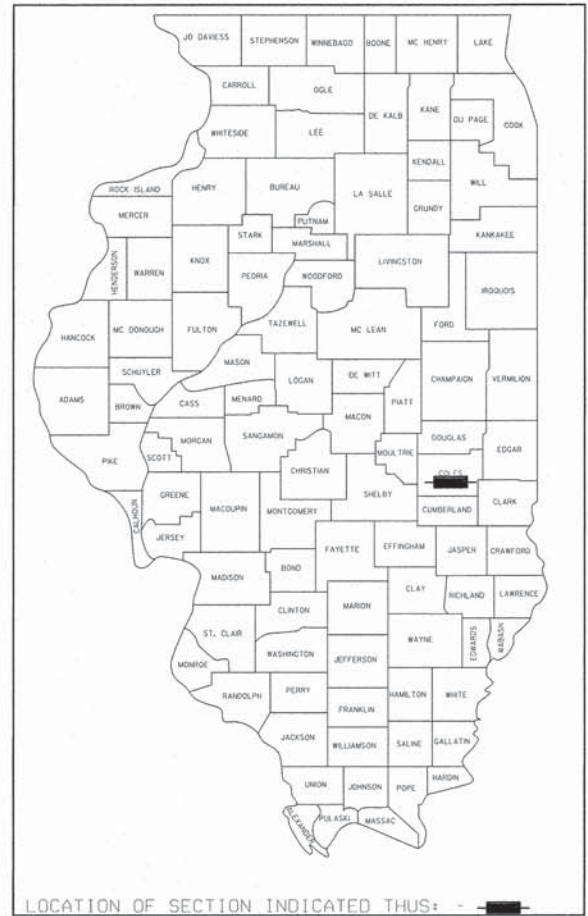 JO DAVIESS
STEPHENSON
WINNEBAGO
BOONE
MC HENRY
LAKE
CARROLL
OGLE
DE KALB
KANE
DU PAGE
COOK
WHITESIDE
LEE
KENDALL
WILL
ROCK ISLAND
HENRY
BUREAU
LA SALLE
GRUNDY
MERCER
PUTNAM
STARK
MARSHALL
KANKAKEE
HENDERSON
WARREN
KNOX
PEORIA
WOODFORD
LIVINGSTON
IROQUOIS
HANCOCK
MC DONOUGH
FULTON
TAZEWELL
MC LEAN
FORD
MASON
SCHUYLER
LOGAN
DE WITT
CHAMPAIGN
VERMILION
ADAMS
BROWN
CASS
MENARD
PIATT
MACON
MORGAN
SANGAMON
DOUGLAS
PIKE
SCOTT
CHRISTIAN
MOULTRIE
EDGAR
COLES
GREENE
MACOUPIN
SHELBY
CALHOUN
MONTGOMERY
CUMBERLAND
CLARK
JERSEY
FAYETTE
EFFINGHAM
JASPER
CRAWFORD
MADISON
BOND
CLAY
RICHLAND
LAWRENCE
CLINTON
MARION
ST. CLAIR
WAYNE
EDWARDS
WABASH
WASHINGTON
JEFFERSON
MONROE
RANDOLPH
PERRY
HAMILTON
WHITE
FRANKLIN
JACKSON
WILLIAMSON
SALINE
GALLATIN
UNION
JOHNSON
POPE
HARDIN
ALEXANDER
PULASKI
MASSAC
LOCATION OF SECTION INDICATED THUS: -